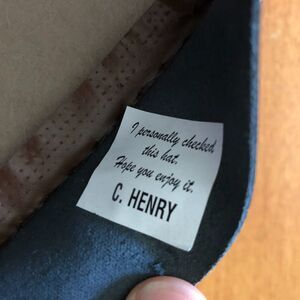 I personally checked
this hat.
Hope you enjoy it.
C. HENRY